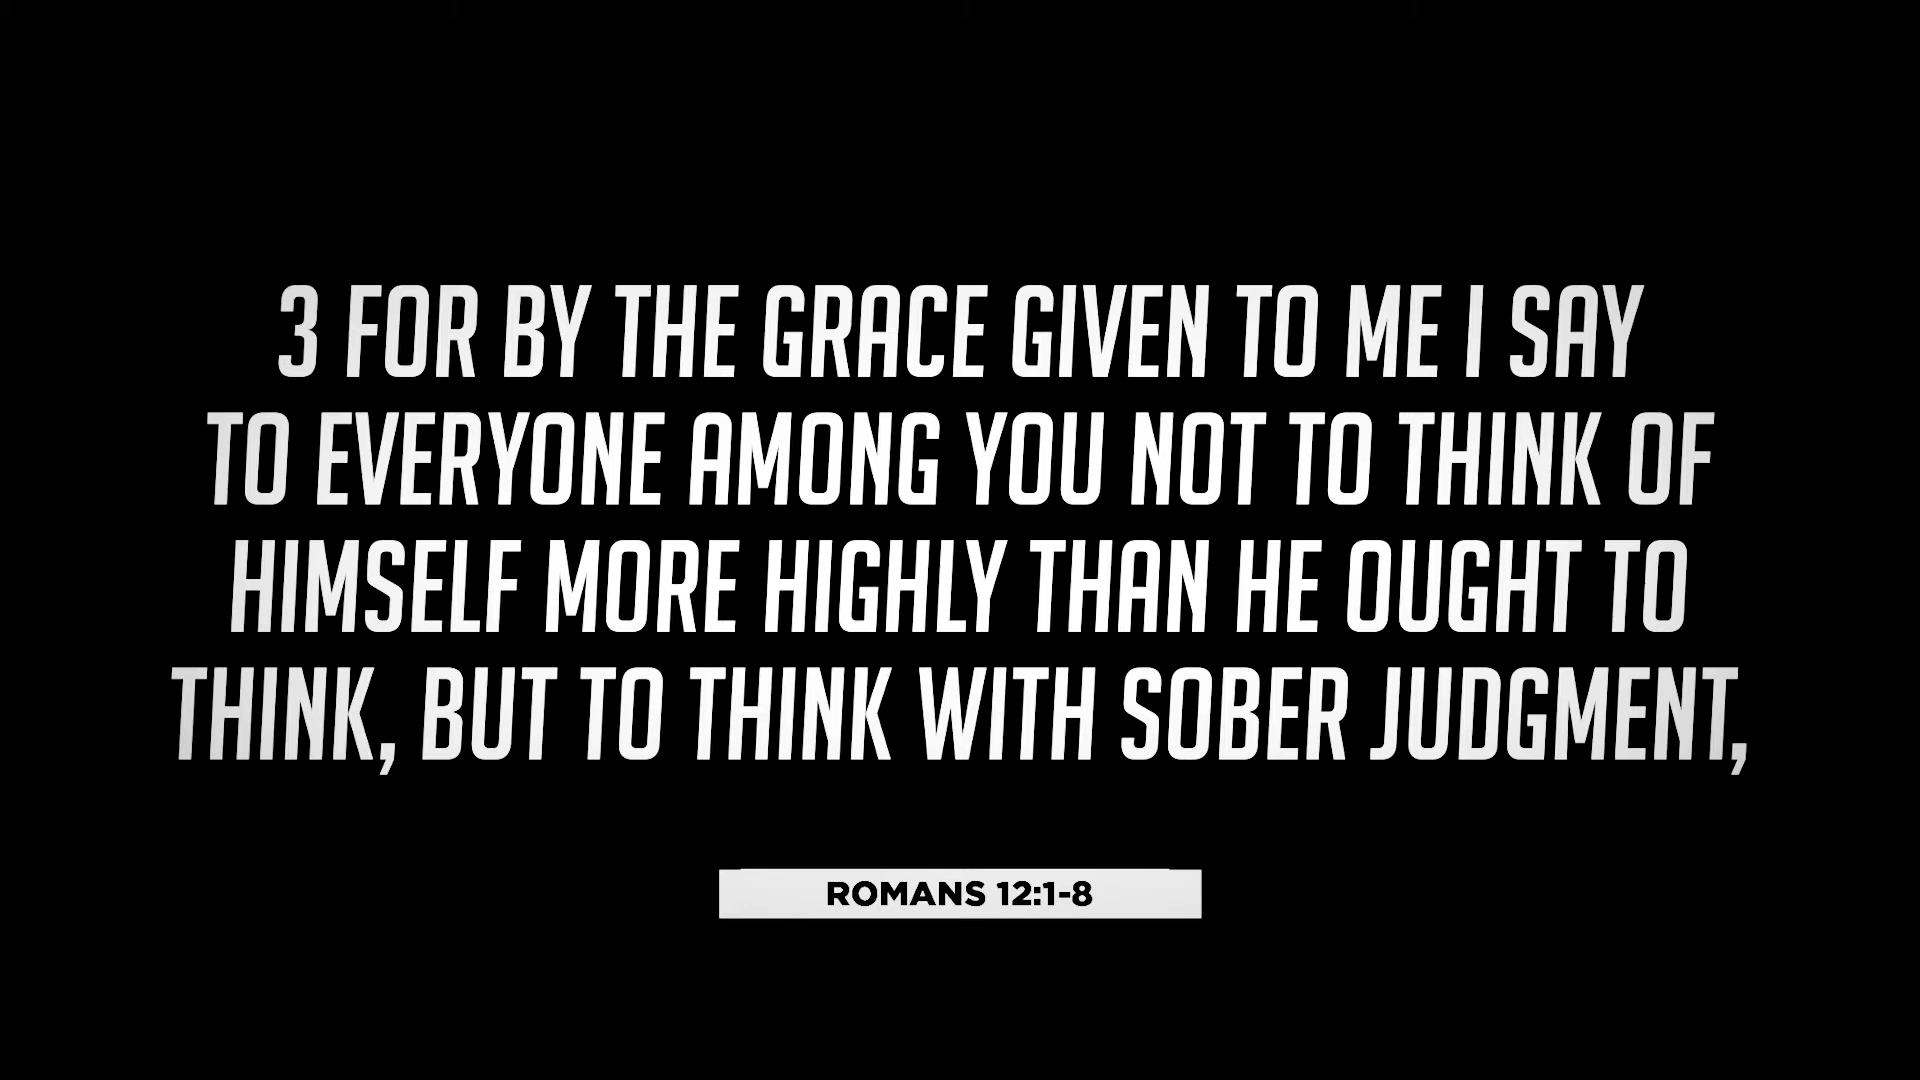 3 FOR BY THE GRACE GIVEN TO ME I SAY
TO EVERYONE AMONG YOU NOT TO THINK OF
HIMSELF MORE HIGHLY THAN HE OUGHT TO
THINK, BUT TO THINK WITH SOBER JUDGMENT,
ROMANS 12:1-8